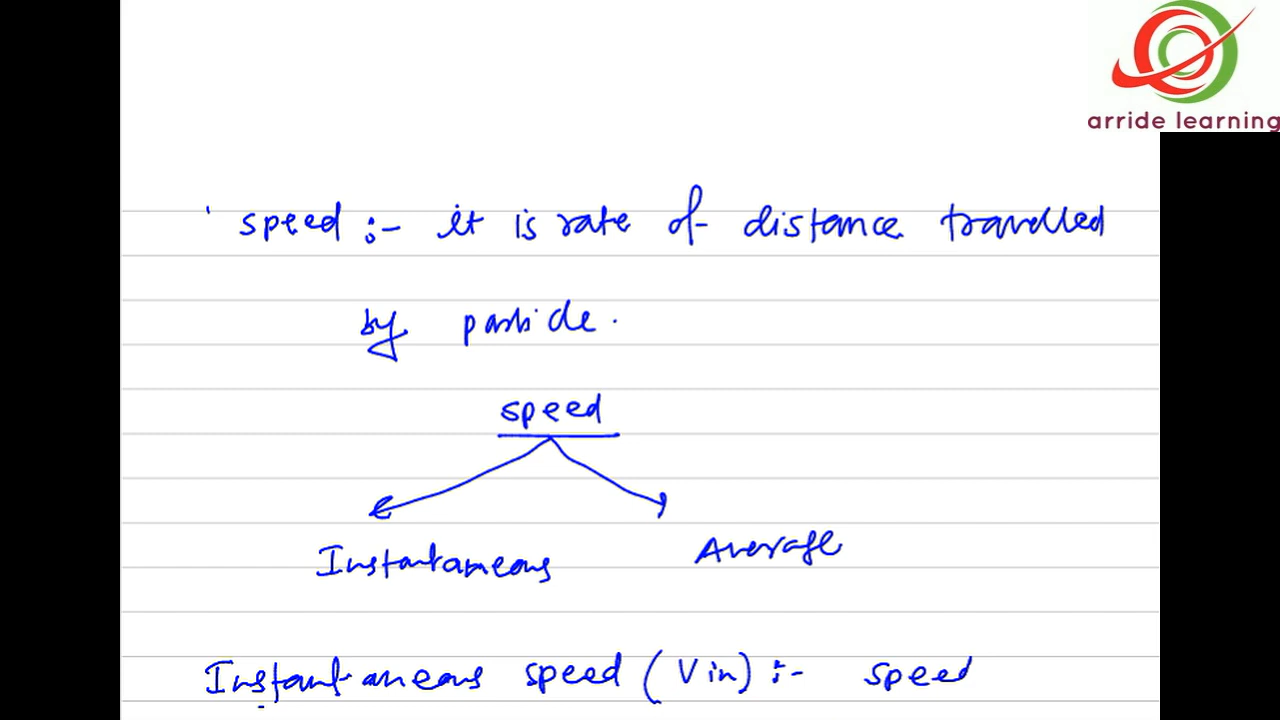 arride learning
speed :- it is rate of distance travelled
by particle.
speed
Instantaneous Average
Instantaneous speed (Vin) :- speed